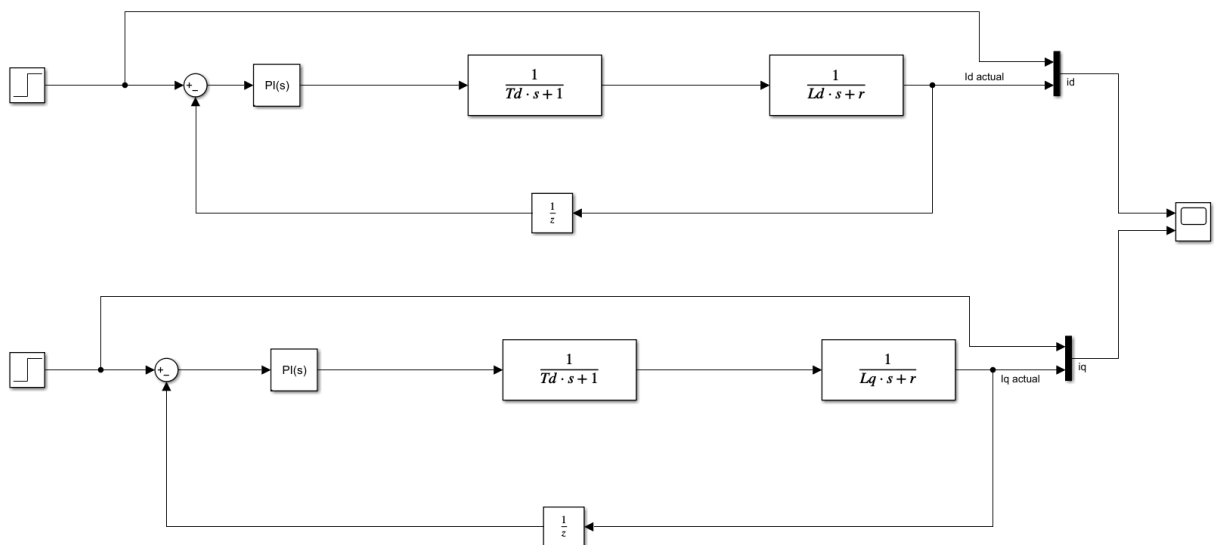 +
−
PI(s)
1
Td · s + 1
1
Ld · s + r
Id actual
id
1
z
+
−
PI(s)
1
Td · s + 1
1
Lq · s + r
Iq actual
iq
1
z